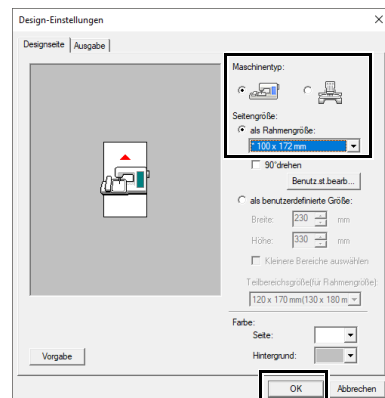 Design-Einstellungen
Designseite
Ausgabe
Maschinentyp:
Seitengröße:
als Rahmengröße:
* 100 x 172 mm
90°drehen
Benutz.st.bearb...
als benutzerdefinierte Größe:
Breite: 230 mm
Höhe: 330 mm
Kleinere Bereiche auswählen
Teilbereichsgröße(für Rahmengröße):
120 x 170 mm(130 x 180 m
Farbe:
Seite:
Vorgabe
Hintergrund:
OK
Abbrechen